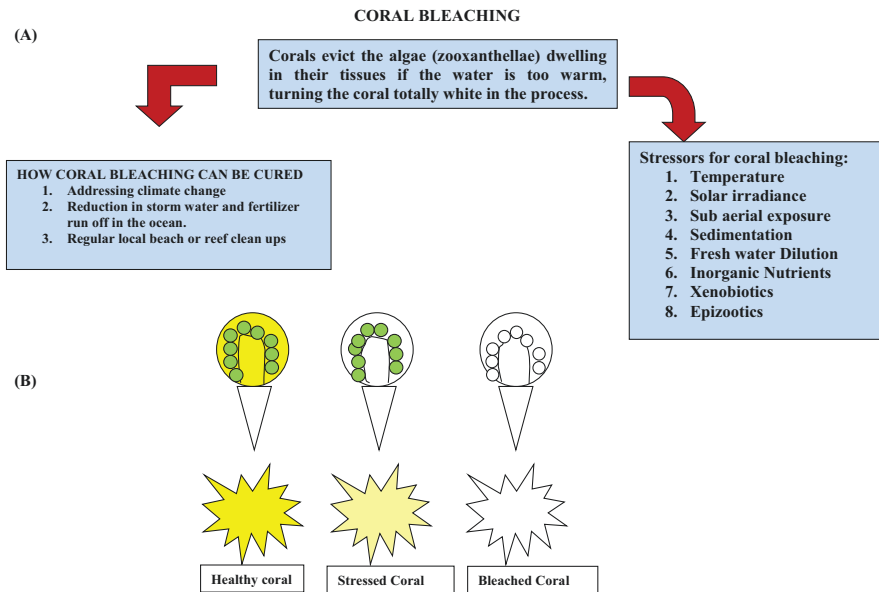 CORAL BLEACHING
(A)
Corals evict the algae (zooxanthellae) dwelling
in their tissues if the water is too warm,
turning the coral totally white in the process.
HOW CORAL BLEACHING CAN BE CURED
1. Addressing climate change
2. Reduction in storm water and fertilizer
run off in the ocean.
3. Regular local beach or reef clean ups
Stressors for coral bleaching:
1. Temperature
2. Solar irradiance
3. Sub aerial exposure
4. Sedimentation
5. Fresh water Dilution
6. Inorganic Nutrients
7. Xenobiotics
8. Epizootics
(B)
Healthy coral
Stressed Coral
Bleached Coral